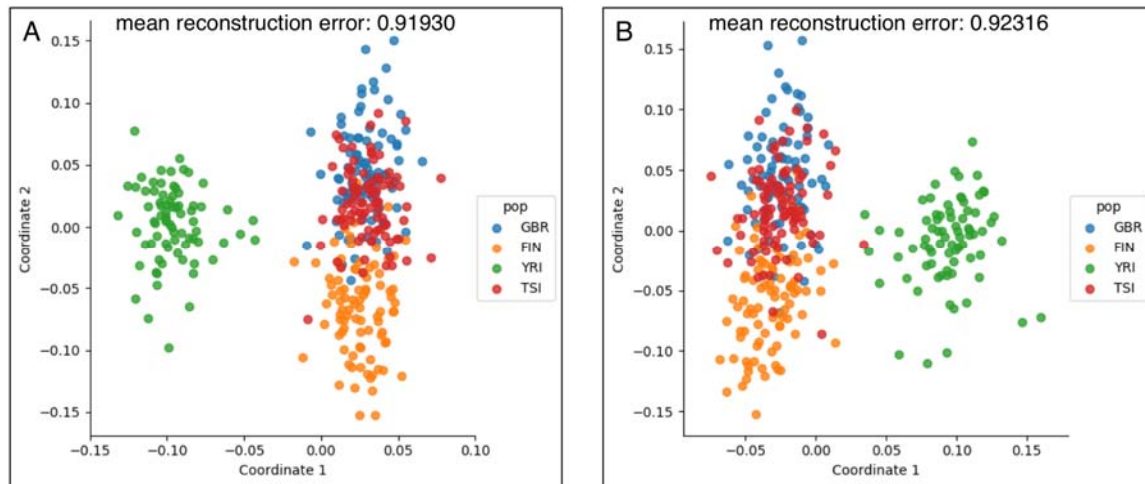 A
mean reconstruction error: 0.91930
0.15
0.10
0.05
0.00
−0.05
−0.10
−0.15
Coordinate 2
−0.15
−0.10
−0.05
0.00
0.05
0.10
Coordinate 1
pop
GBR
FIN
YRI
TSI
B
mean reconstruction error: 0.92316
0.15
0.10
0.05
0.00
−0.05
−0.10
−0.15
Coordinate 2
−0.05
0.00
0.05
0.10
0.15
Coordinate 1
pop
GBR
FIN
YRI
TSI